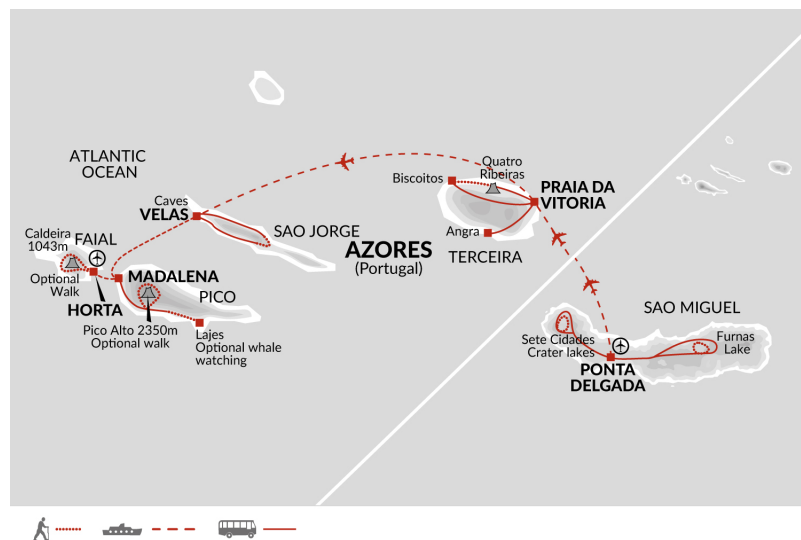 ATLANTIC
OCEAN
Caves
VELAS
SAO JORGE
Caldeira
1043m
FAIAL
Optional
Walk
HORTA
MADALENA
PICO
Pico Alto 2350m
Optional walk
Lajes
Optional whale
watching
AZORES
(Portugal)
Quatro
Ribeiras
Biscoitos
PRAIA DA
VITORIA
Angra
TERCEIRA
SAO MIGUEL
Sete Cidades
Crater lakes
Furnas
Lake
PONTA
DELGADA